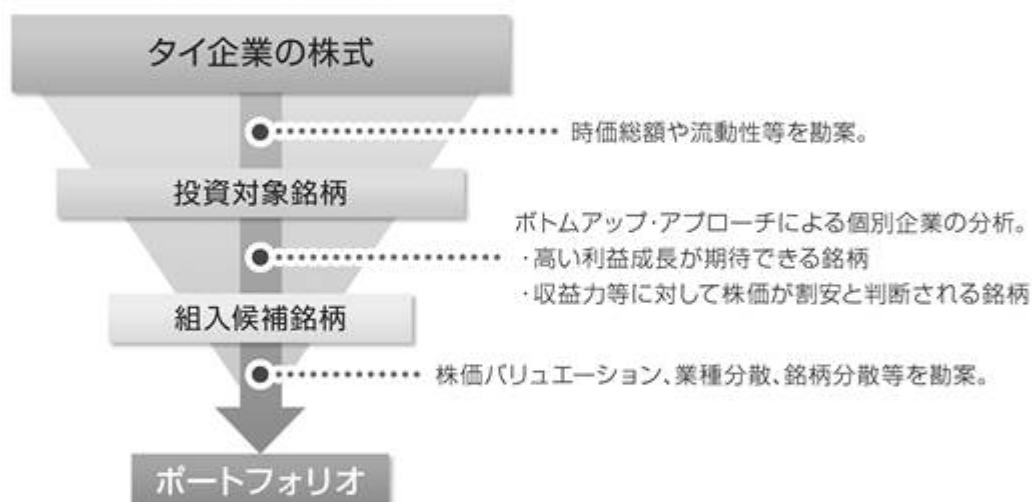 タイ企業の株式
時価総額や流動性等を勘案。
投資対象銘柄
ボトムアップ・アプローチによる個別企業の分析。
・高い利益成長が期待できる銘柄
・収益力等に対して株価が割安と判断される銘柄
組入候補銘柄
株価バリュエーション、業種分散、銘柄分散等を勘案。
ポートフォリオ